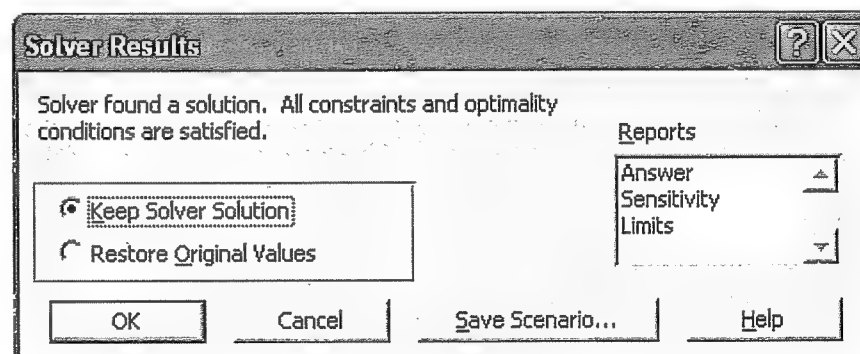 Solver Results
Solver found a solution. All constraints and optimality
conditions are satisfied.
Reports
Answer
Sensitivity
Limits
Keep Solver Solution
Restore Original Values
OK Cancel Save Scenario... Help